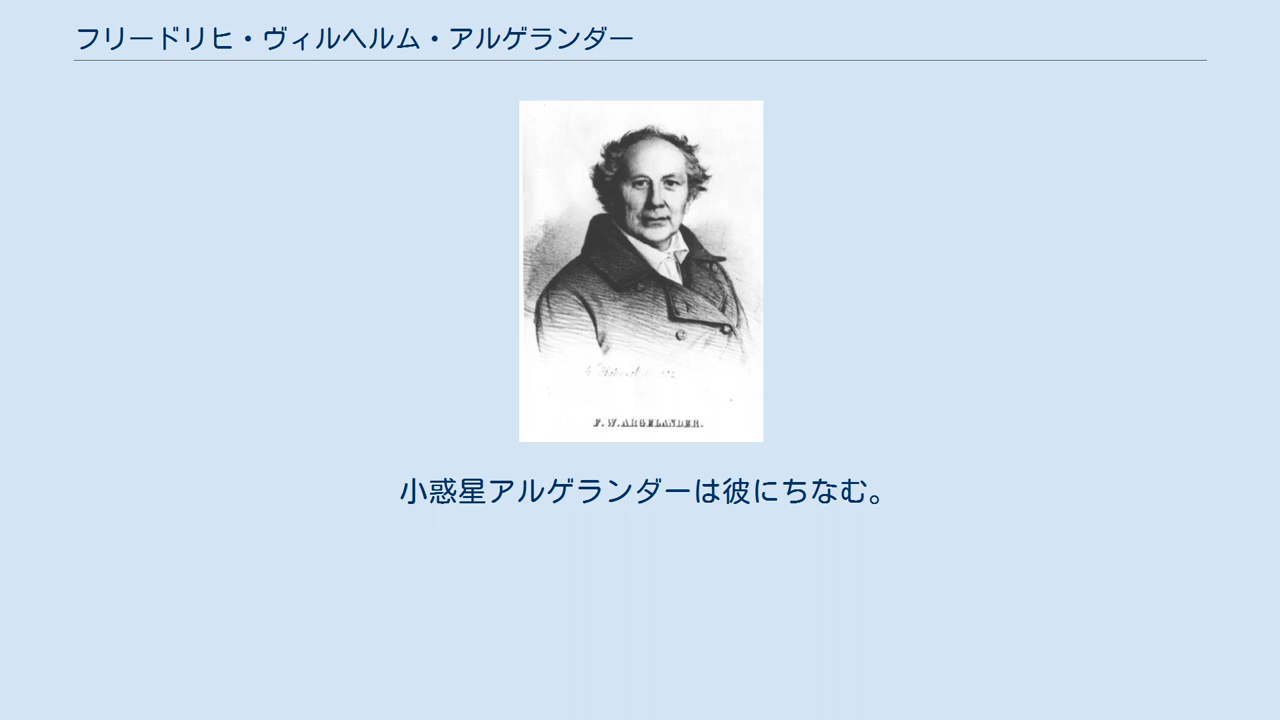 フリードリヒ・ヴィルヘルム・アルゲランダー
F. W. ARGELANDER.
小惑星アルゲランダーは彼にちなむ。